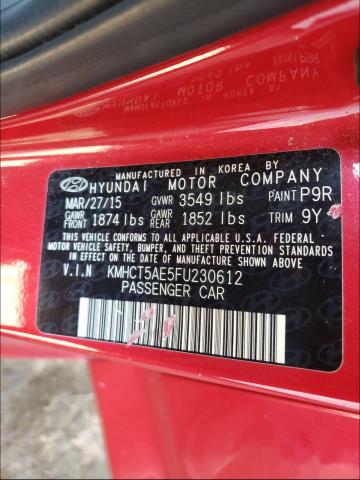 MANUFACTURED IN KOREA BY
HYUNDAI MOTOR COMPANY
MAR/27/15 GVWR 3549 lbs PAINT P9R
GAWR FRONT 1874 lbs GAWR REAR 1852 lbs TRIM 9Y
THIS VEHICLE CONFORMS TO ALL APPLICABLE U.S.A. FEDERAL
MOTOR VEHICLE SAFETY, BUMPER, AND THEFT PREVENTION
STANDARDS IN EFFECT ON THE DATE OF MANUFACTURE SHOWN ABOVE.
V.I.N KMHCT5AE5FU230612
PASSENGER CAR